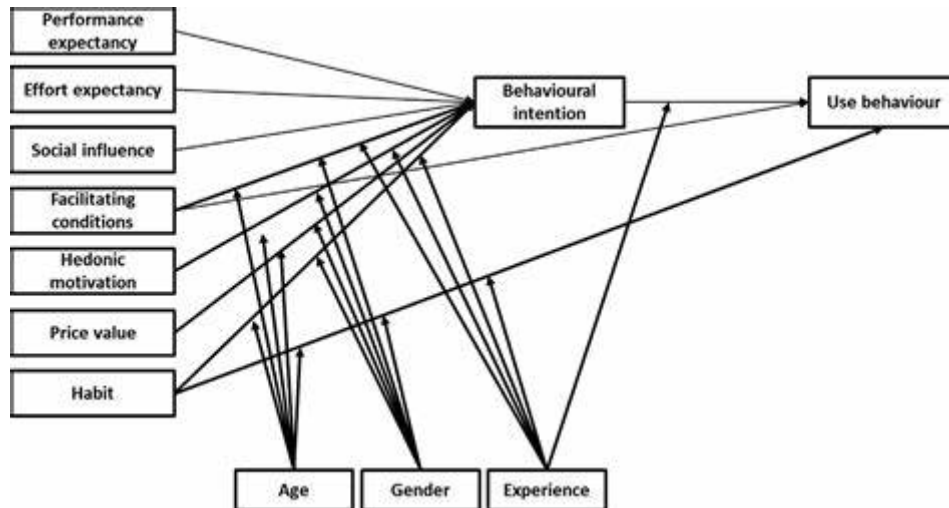 Performance
expectancy
Effort expectancy
Behavioural
intention
Use behaviour
Social influence
Facilitating
conditions
Hedonic
motivation
Price value
Habit
Age
Gender
Experience